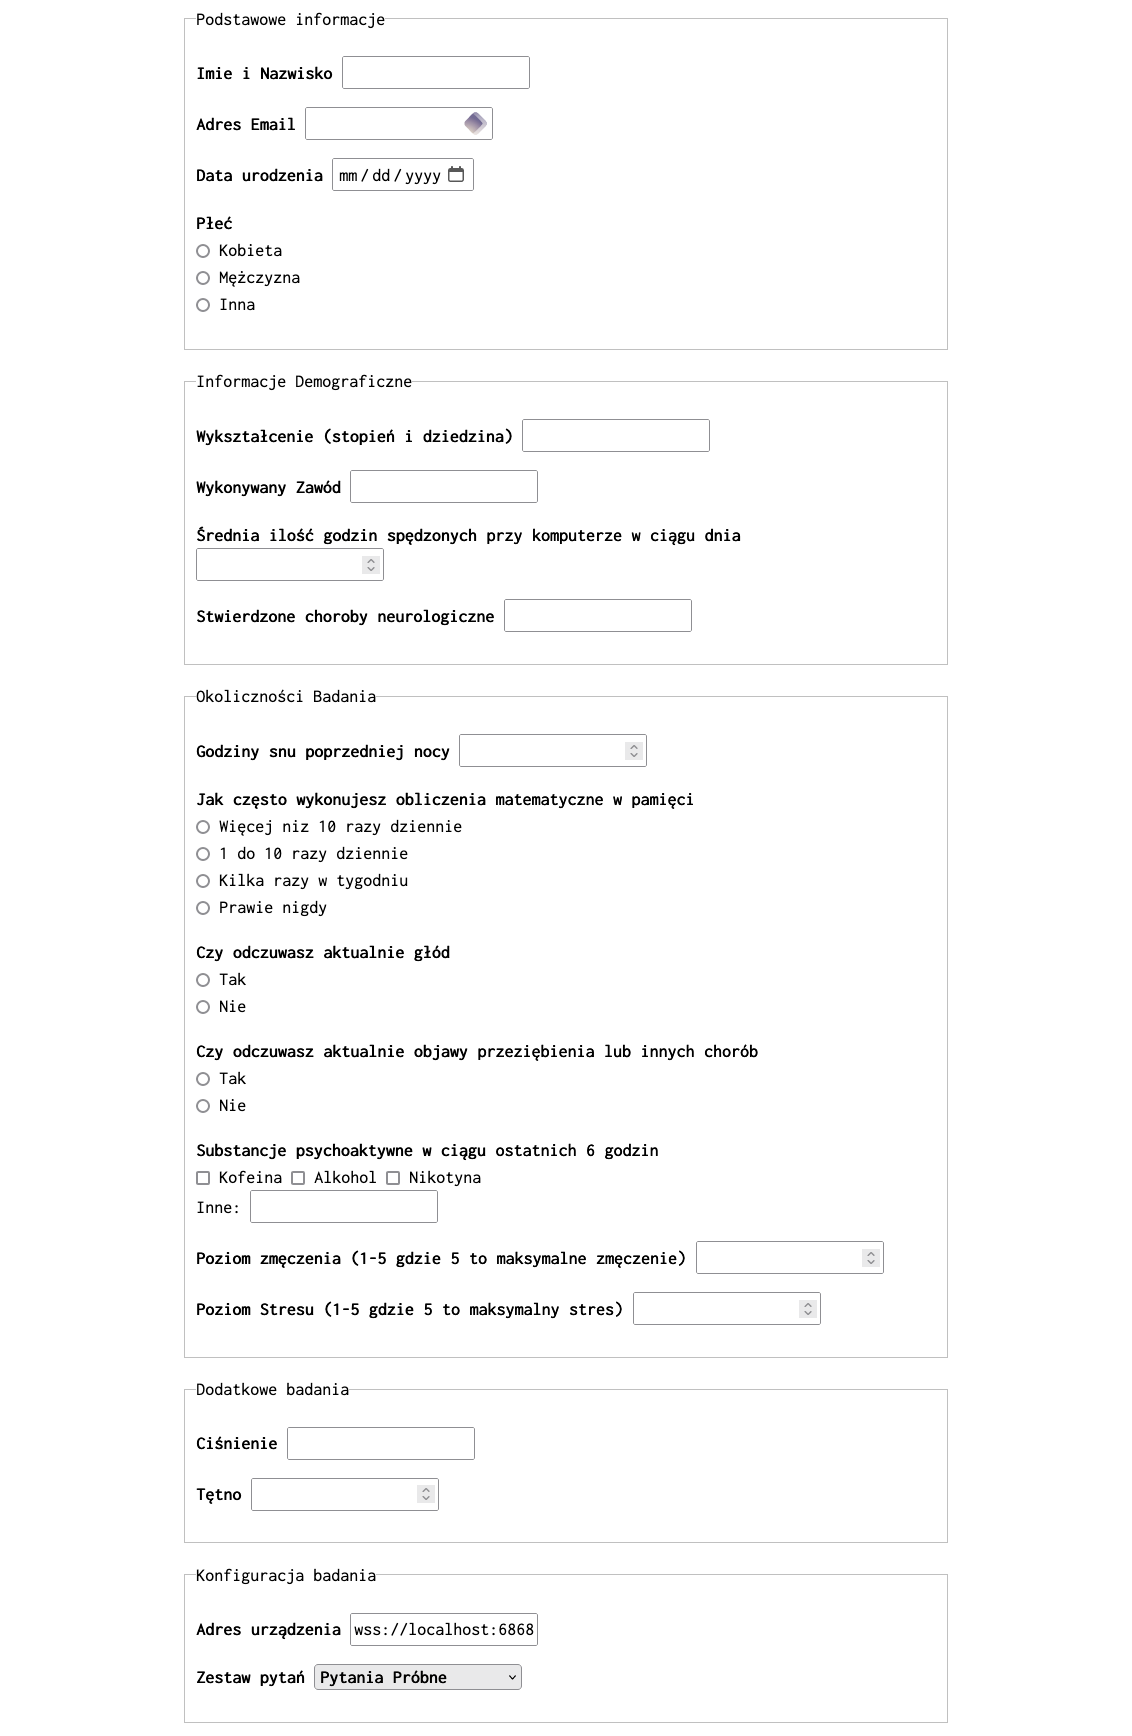 Podstawowe informacje
Imie i Nazwisko
Adres Email
Data urodzenia mm/dd/yyyy
Płeć
Kobieta
Mężczyzna
Inna
Informacje Demograficzne
Wykształcenie (stopień i dziedzina)
Wykonywany Zawód
Średnia ilość godzin spędzonych przy komputerze w ciągu dnia
Stwierdzone choroby neurologiczne
Okoliczności Badania
Godziny snu poprzedniej nocy
Jak często wykonujesz obliczenia matematyczne w pamięci
Więcej niz 10 razy dziennie
1 do 10 razy dziennie
Kilka razy w tygodniu
Prawie nigdy
Czy odczuwasz aktualnie głód
Tak
Nie
Czy odczuwasz aktualnie objawy przeziębienia lub innych chorób
Tak
Nie
Substancje psychoaktywne w ciągu ostatnich 6 godzin
Kofeina Alkohol Nikotyna
Inne:
Poziom zmęczenia (1-5 gdzie 5 to maksymalne zmęczenie)
Poziom Stresu (1-5 gdzie 5 to maksymalny stres)
Dodatkowe badania
Ciśnienie
Tętno
Konfiguracja badania
Adres urządzenia wss://localhost:6868
Zestaw pytań Pytania Próbne